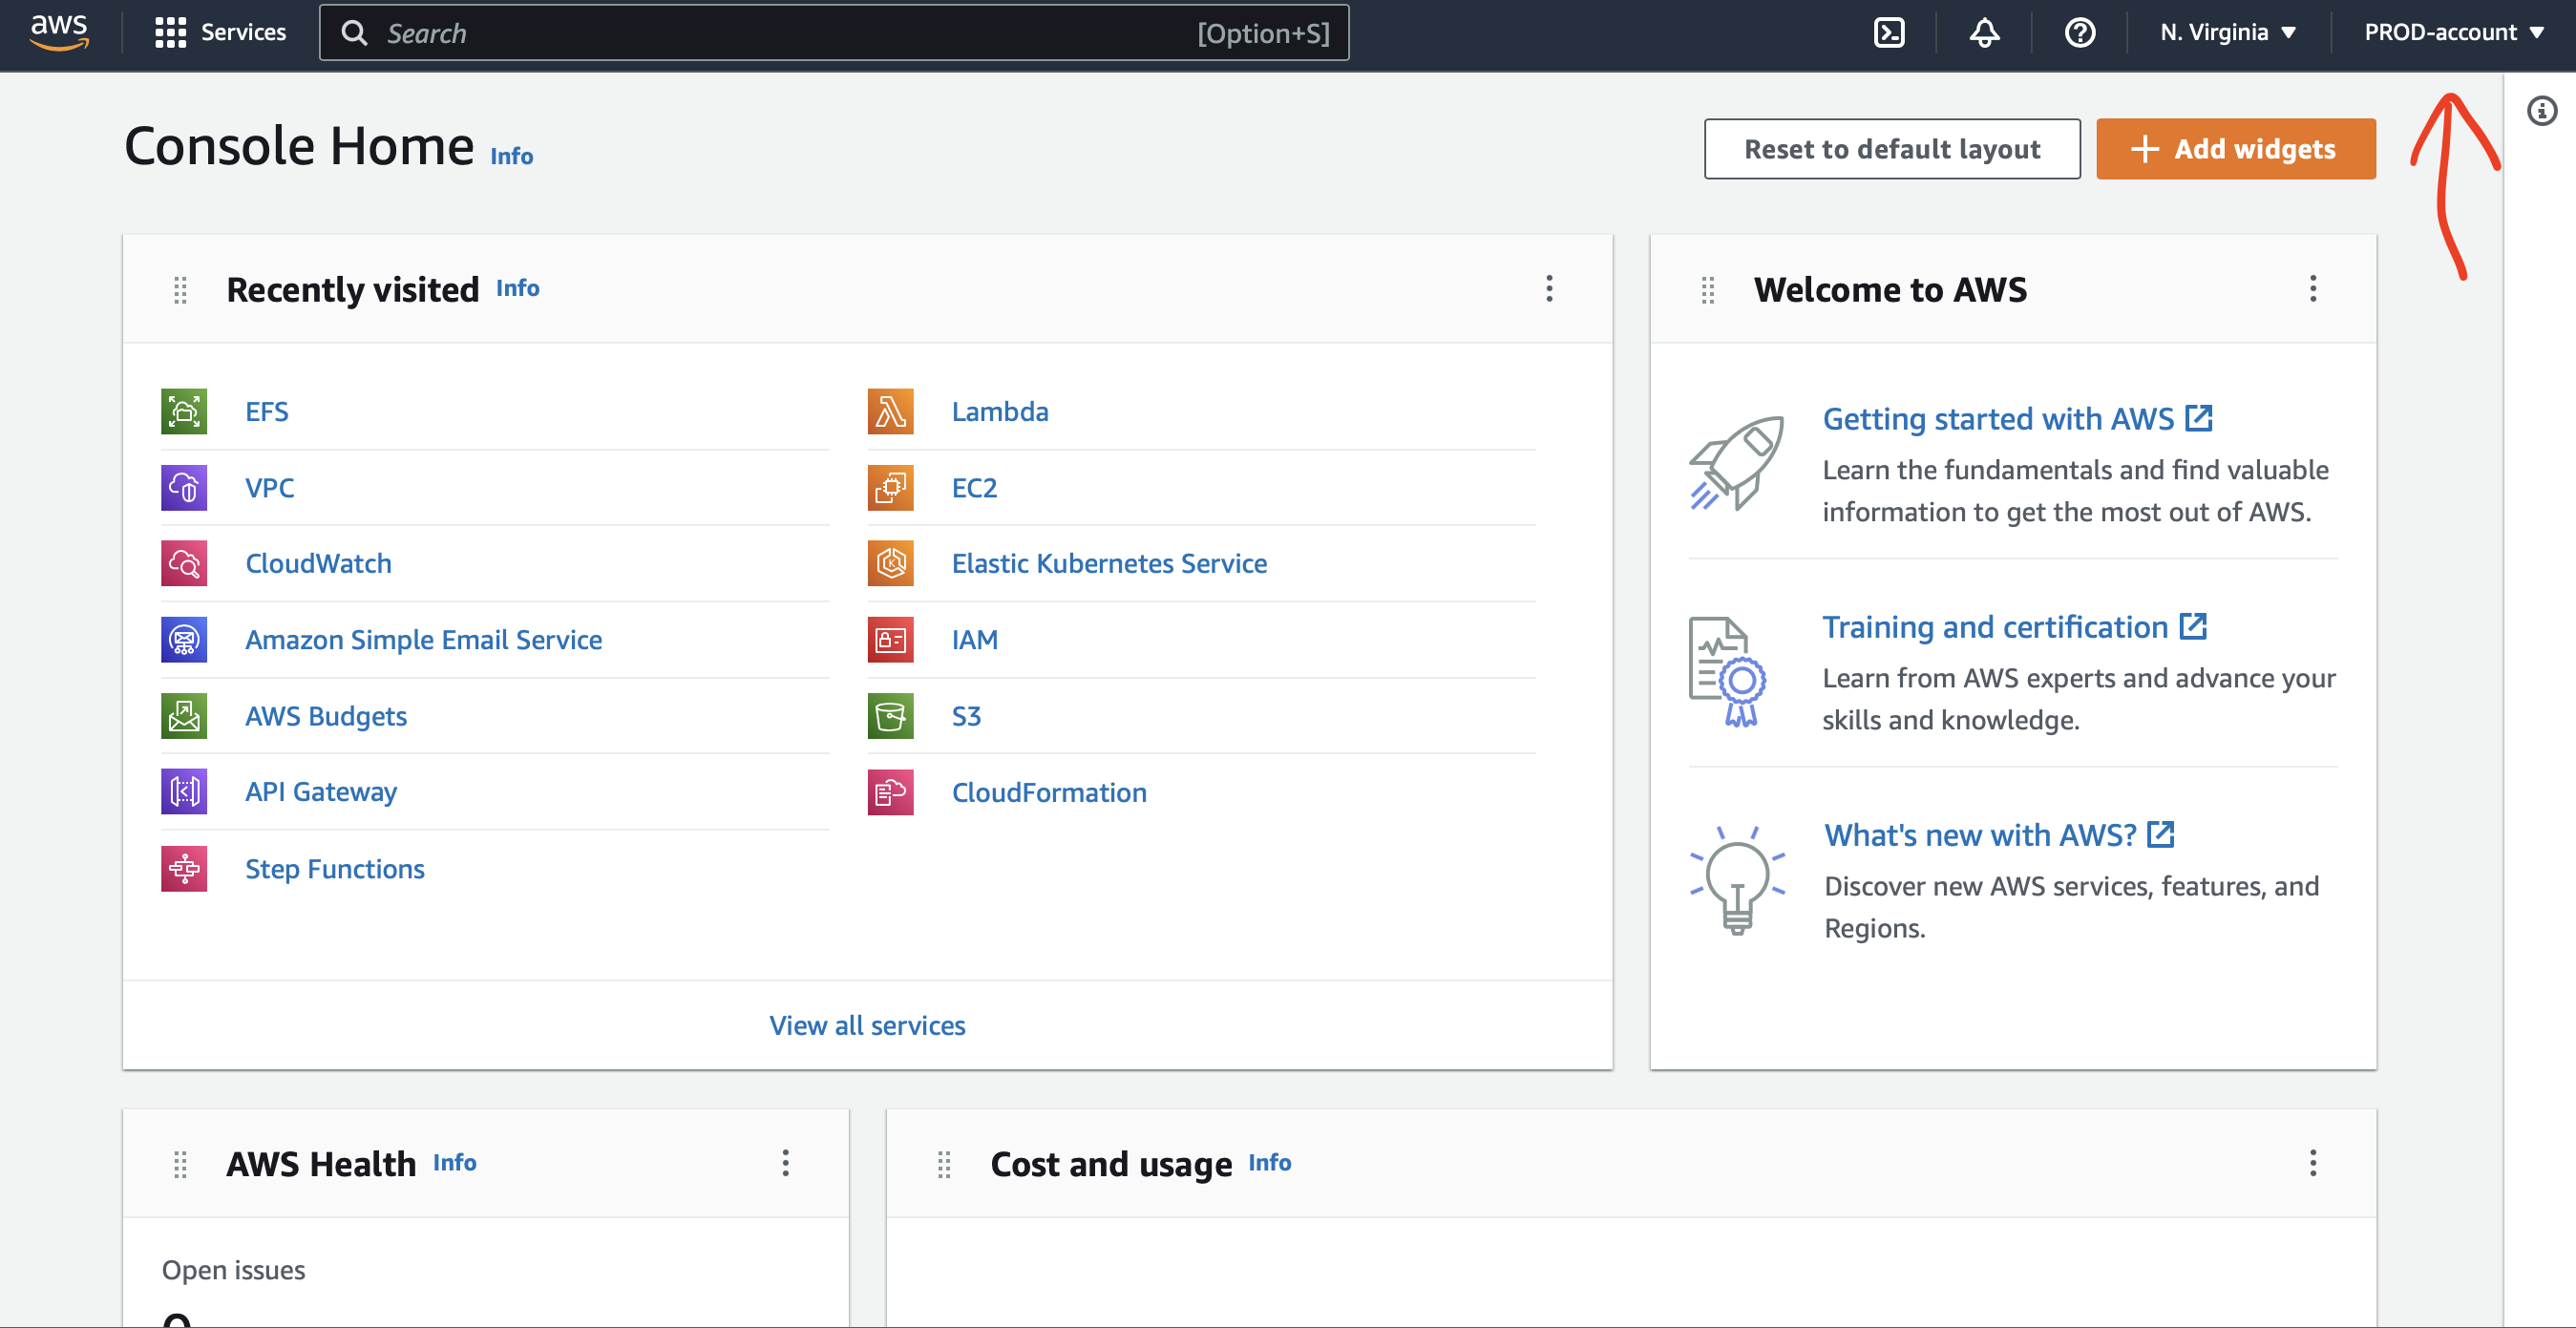 aws
Services
Search
[Option+S]
N. Virginia
PROD-account
Console Home
Info
Reset to default layout
Add widgets
Recently visited
Info
EFS
VPC
CloudWatch
Amazon Simple Email Service
AWS Budgets
API Gateway
Step Functions
Lambda
EC2
Elastic Kubernetes Service
IAM
S3
CloudFormation
View all services
Welcome to AWS
Getting started with AWS
Learn the fundamentals and find valuable
information to get the most out of AWS.
Training and certification
Learn from AWS experts and advance your
skills and knowledge.
What's new with AWS?
Discover new AWS services, features, and
Regions.
AWS Health
Info
Open issues
Cost and usage
Info